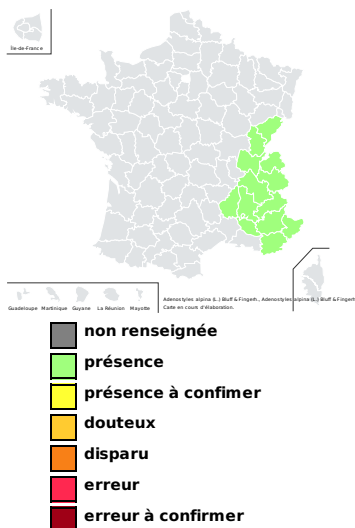 Île-de-France
Guadeloupe Martinique Guyane La Réunion Mayotte
Adenostyles alpina (L.) Bluff & Fingerh., Adenostyles alpina (L.) Bluff & Fingerh
Carte en cours d'élaboration.
non renseignée
présence
présence à confimer
douteux
disparu
erreur
erreur à confirmer